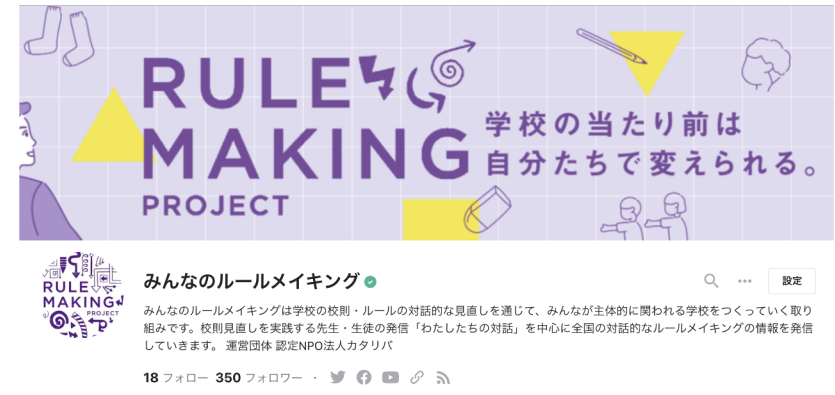 RULE
MAKING
PROJECT
学校の当たり前は
自分たちで変えられる。
RULE
MAKING
PROJECT
みんなのルールメイキング
設定
みんなのルールメイキングは学校の校則・ルールの対話的な見直しを通じて、みんなが主体的に関われる学校をつくっていく取り
組みです。校則見直しを実践する先生・生徒の発信「わたしたちの対話」を中心に全国の対話的なルールメイキングの情報を発信
していきます。 運営団体 認定NPO法人カタリバ
18 フォロー 350 フォロワー ·